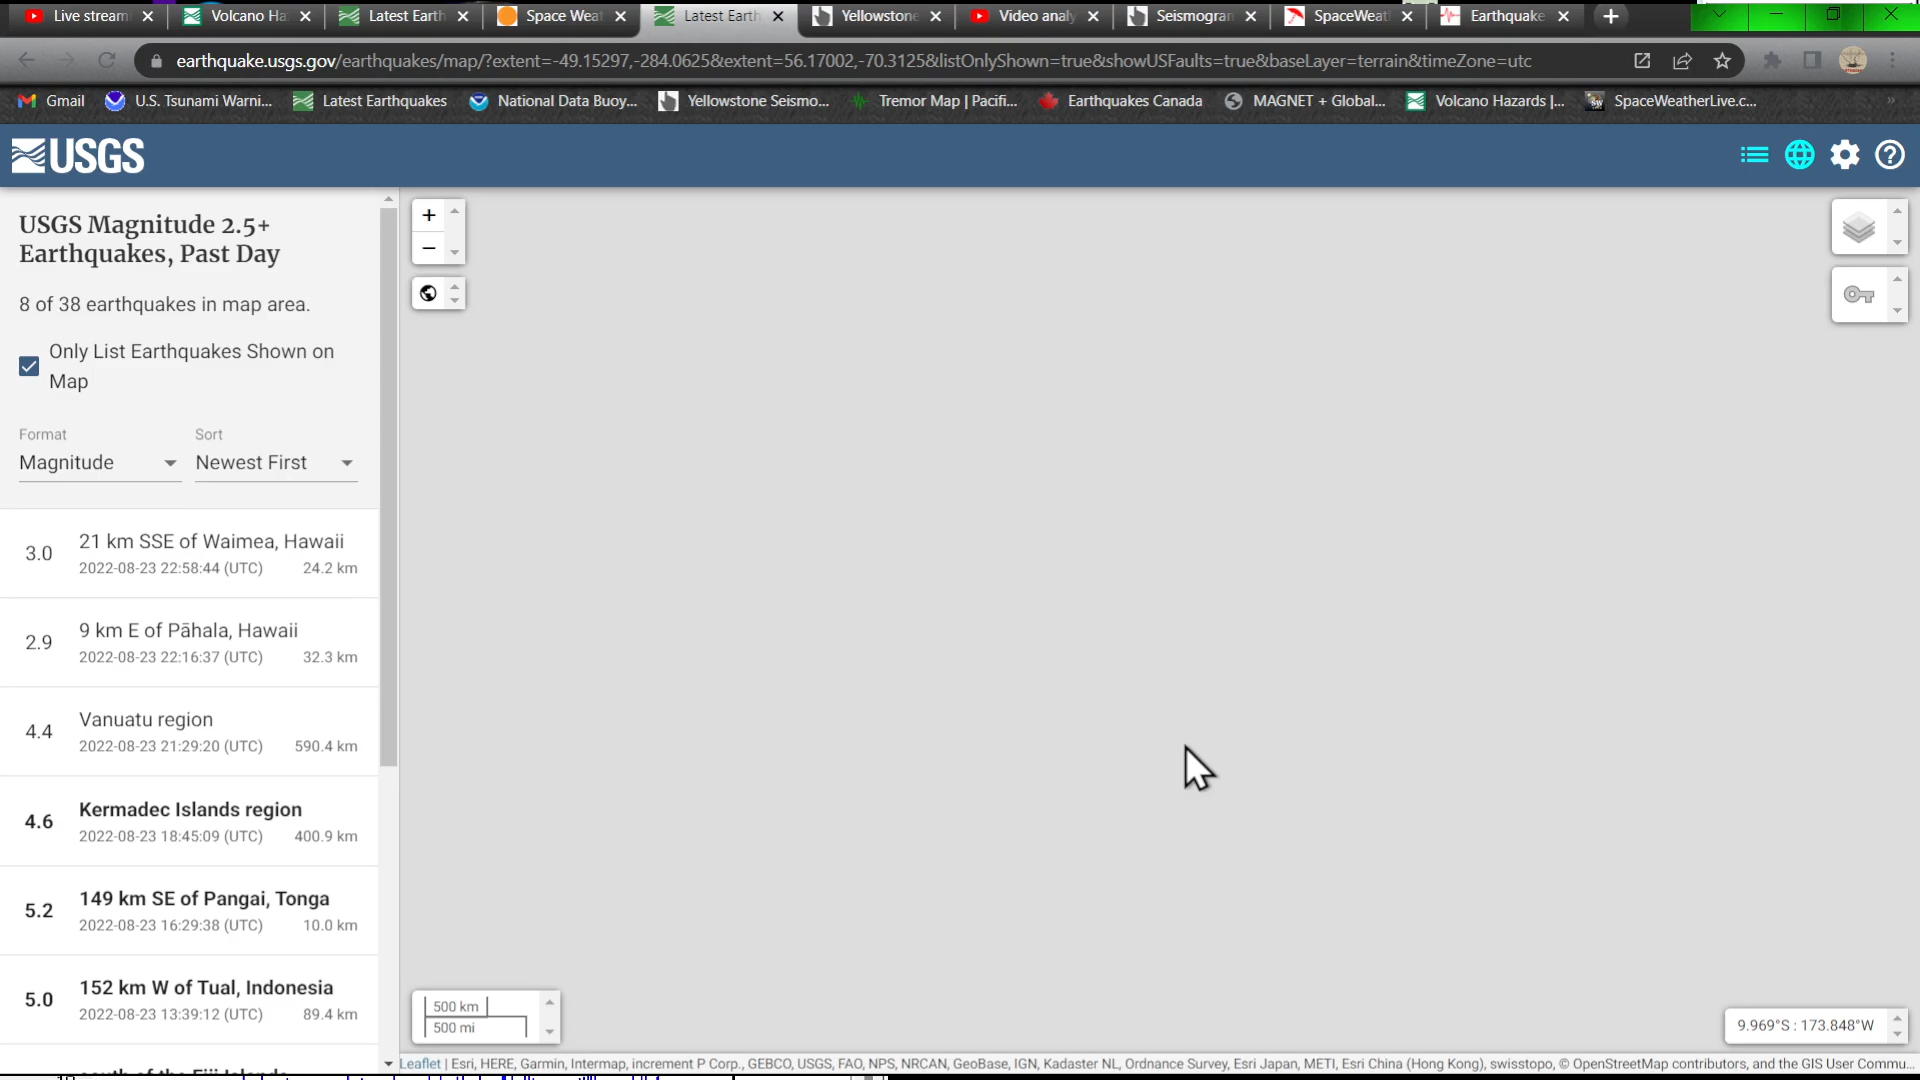 Live stream
Volcano Ha
Latest Earth
Space Weat
Latest Earth
Yellowstone
Video analy
Seismogran
SpaceWeat
Earthquake
earthquake.usgs.gov/earthquakes/map/?extent=-49.15297,-284.0625&extent=56.17002,-70.3125&listOnlyShown=true&showUSFaults=true&baseLayer=terrain&timeZone=utc
Gmail
U.S. Tsunami Warni...
Latest Earthquakes
National Data Buoy...
Yellowstone Seismo...
Tremor Map | Pacifi...
Earthquakes Canada
MAGNET + Global...
Volcano Hazards |...
SpaceWeatherLive.c...
USGS
USGS Magnitude 2.5+
Earthquakes, Past Day
8 of 38 earthquakes in map area.
Only List Earthquakes Shown on
Map
Format
Sort
Magnitude
Newest First
3.0
21 km SSE of Waimea, Hawaii
2022-08-23 22:58:44 (UTC) 24.2 km
2.9
9 km E of Pāhala, Hawaii
2022-08-23 22:16:37 (UTC) 32.3 km
4.4
Vanuatu region
2022-08-23 21:29:20 (UTC) 590.4 km
4.6
Kermadec Islands region
2022-08-23 18:45:09 (UTC) 400.9 km
5.2
149 km SE of Pangai, Tonga
2022-08-23 16:29:38 (UTC) 10.0 km
5.0
152 km W of Tual, Indonesia
2022-08-23 13:39:12 (UTC) 89.4 km
south of the Fiji Islands
+
−
500 km
500 mi
9.969°S : 173.848°W
Leaflet | Esri, HERE, Garmin, Intermap, increment P Corp., GEBCO, USGS, FAO, NPS, NRCAN, GeoBase, IGN, Kadaster NL, Ordnance Survey, Esri Japan, METI, Esri China (Hong Kong), swisstopo, © OpenStreetMap contributors, and the GIS User Commu...